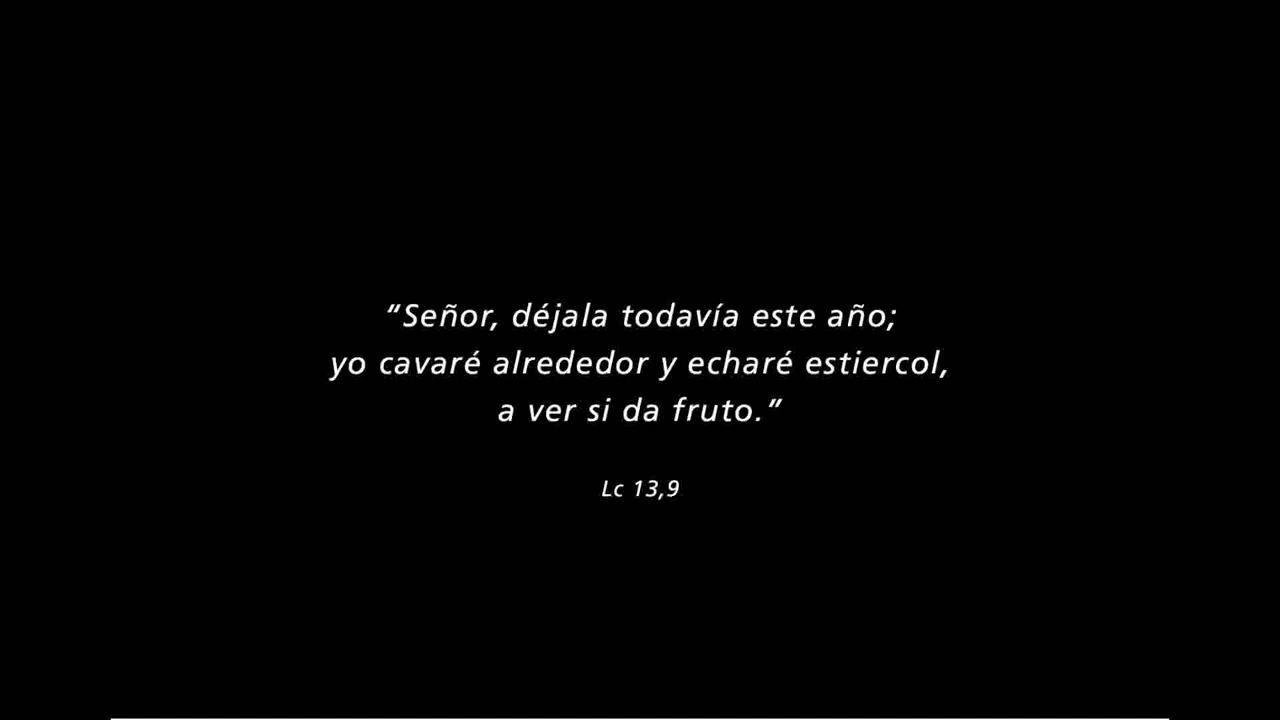 “Señor, déjala todavía este año;
yo cavaré alrededor y echaré estiercol,
a ver si da fruto.”
Lc 13,9